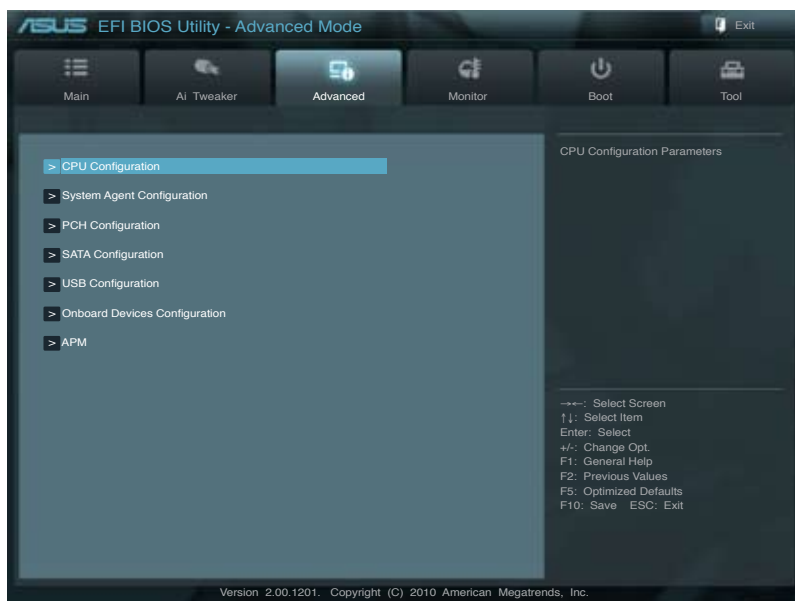 ASUS EFI BIOS Utility - Advanced Mode
Exit
Main
Ai Tweaker
Advanced
Monitor
Boot
Tool
> CPU Configuration
> System Agent Configuration
> PCH Configuration
> SATA Configuration
> USB Configuration
> Onboard Devices Configuration
> APM
CPU Configuration Parameters
→←: Select Screen
↑↓: Select Item
Enter: Select
+/-: Change Opt.
F1: General Help
F2: Previous Values
F5: Optimized Defaults
F10: Save ESC: Exit
Version 2.00.1201. Copyright (C) 2010 American Megatrends, Inc.